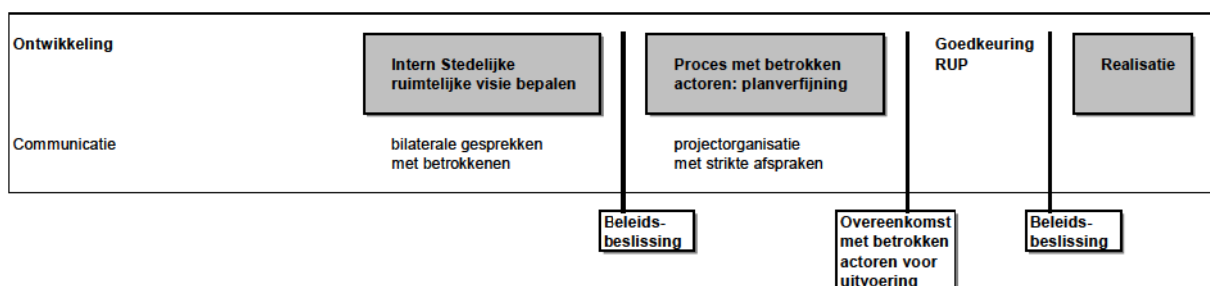 Ontwikkeling
Intern Stedelijke
ruimtelijke visie bepalen
Proces met betrokken
actoren: planverfijning
Goedkeuring
RUP
Realisatie
Communicatie
bilaterale gesprekken
met betrokkenen
projectorganisatie
met strikte afspraken
Beleids-
beslissing
Overeenkomst
met betrokken
actoren voor
uitvoering
Beleids-
beslissing